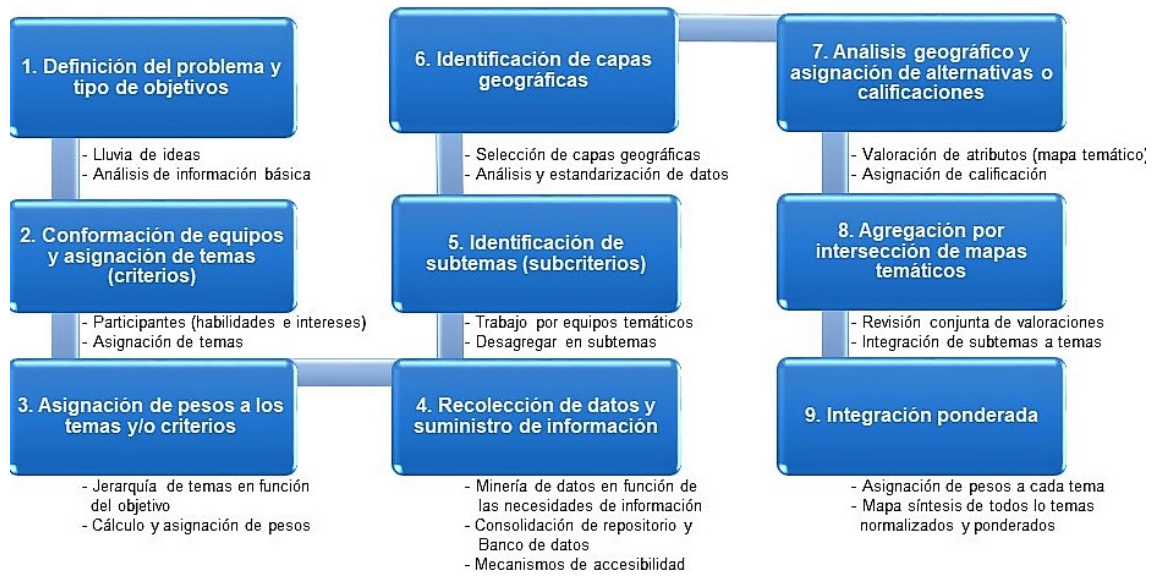 1. Definición del problema y
tipo de objetivos
- Lluvia de ideas
- Análisis de información básica
2. Conformación de equipos
y asignación de temas
(criterios)
- Participantes (habilidades e intereses)
- Asignación de temas
3. Asignación de pesos a los
temas y/o criterios
- Jerarquía de temas en función
del objetivo
- Cálculo y asignación de pesos
4. Recolección de datos y
suministro de información
- Minería de datos en función de
las necesidades de información
- Consolidación de repositorio y
Banco de datos
- Mecanismos de accesibilidad
5. Identificación de
subtemas (subcriterios)
- Trabajo por equipos temáticos
- Desagregar en subtemas
6. Identificación de capas
geográficas
- Selección de capas geográficas
- Análisis y estandarización de datos
7. Análisis geográfico y
asignación de alternativas o
calificaciones
- Valoración de atributos (mapa temático)
- Asignación de calificación
8. Agregación por
intersección de mapas
temáticos
- Revisión conjunta de valoraciones
- Integración de subtemas a temas
9. Integración ponderada
- Asignación de pesos a cada tema
- Mapa síntesis de todos lo temas
normalizados y ponderados